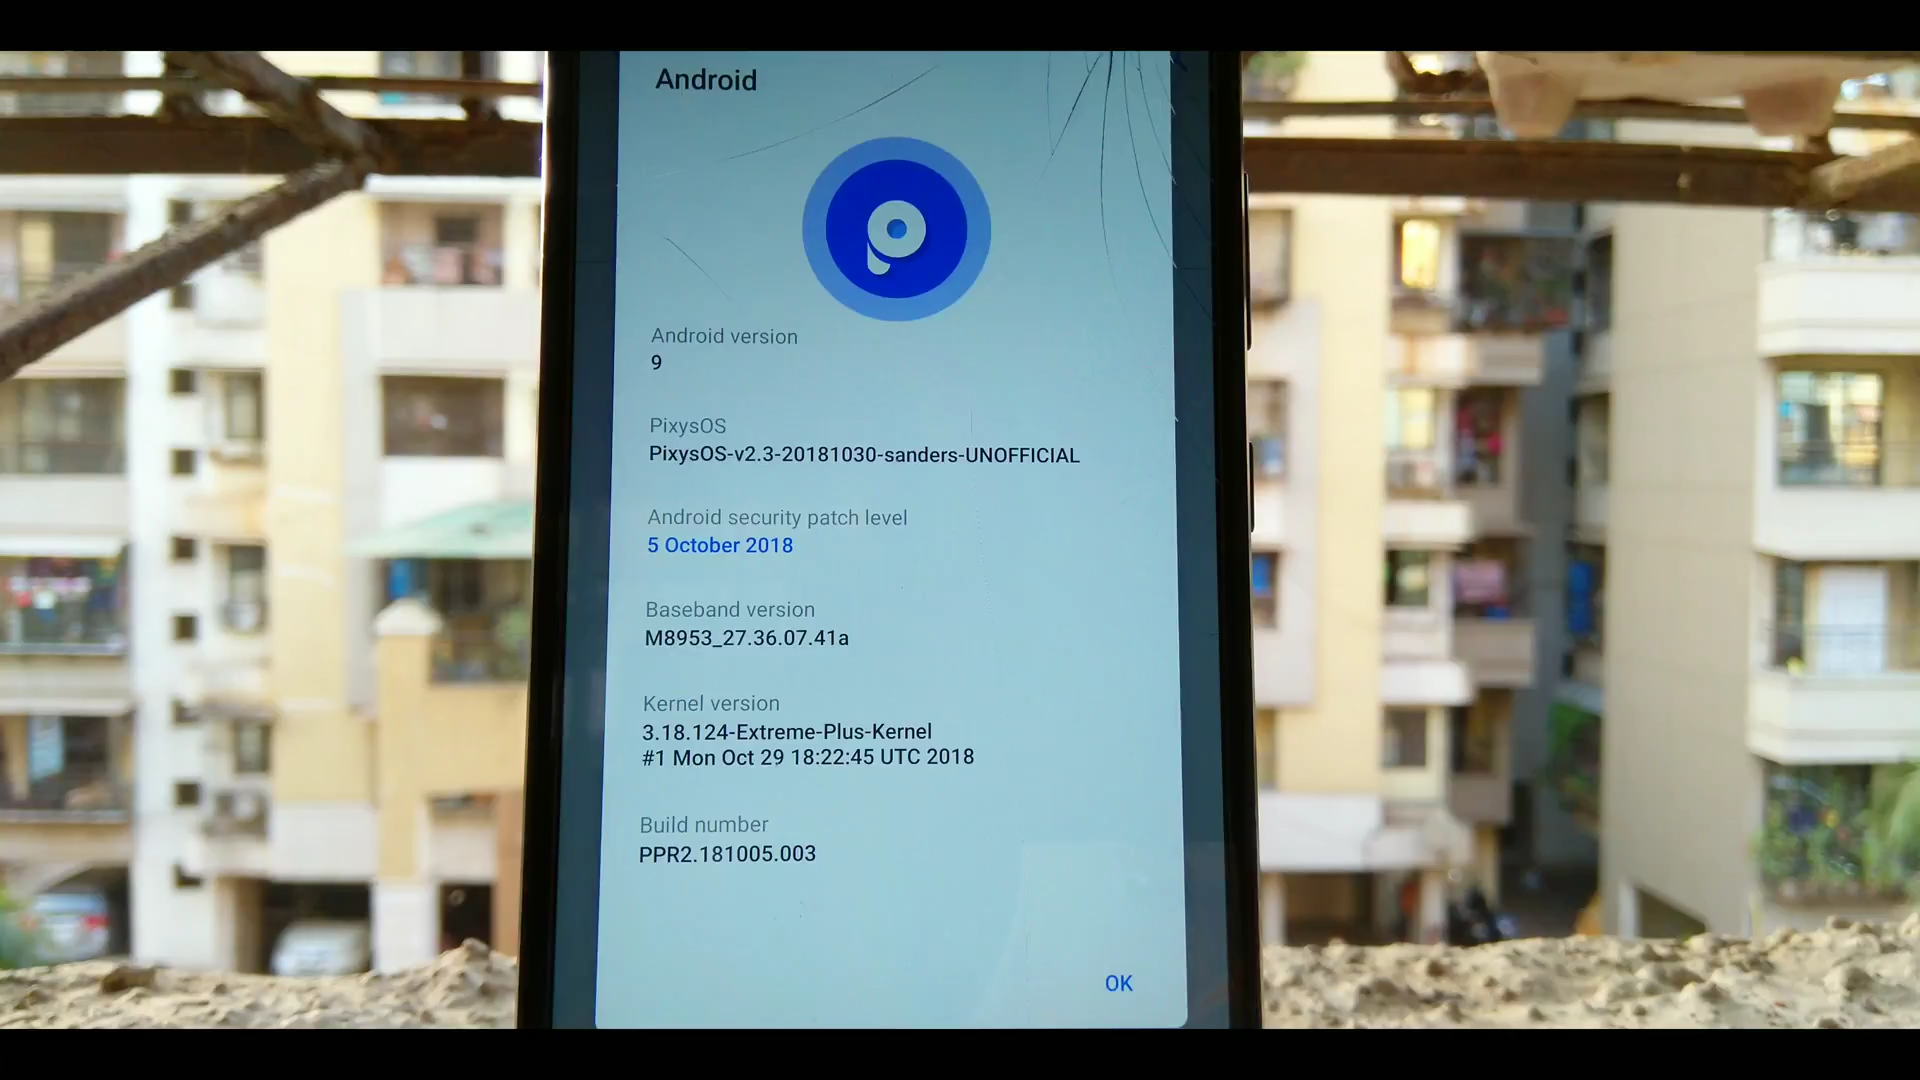 Android
Android version
9
PixysOS
PixysOS-v2.3-20181030-sanders-UNOFFICIAL
Android security patch level
5 October 2018
Baseband version
M8953_27.36.07.41a
Kernel version
3.18.124-Extreme-Plus-Kernel
#1 Mon Oct 29 18:22:45 UTC 2018
Build number
PPR2.181005.003
OK